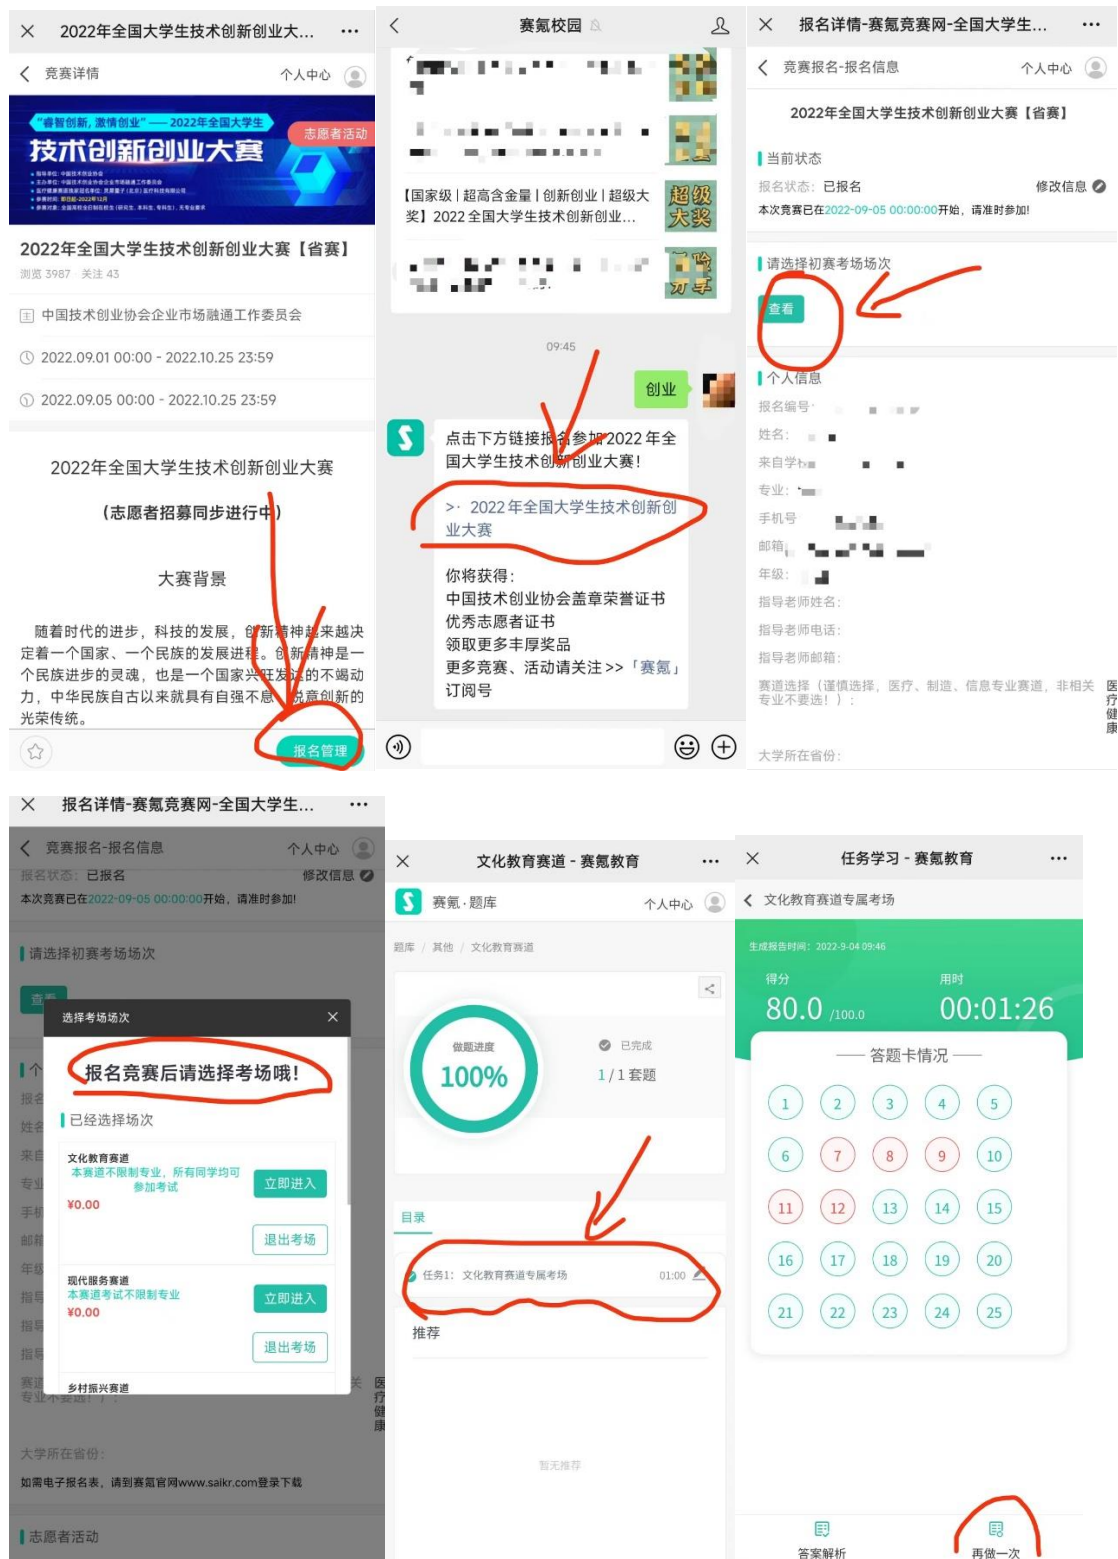 2022年全国大学生技术创新创业大...
竞赛详情
个人中心
“睿智创新,激情创业”——2022年全国大学生
志愿者活动
技术创新创业大赛
2022年全国大学生技术创新创业大赛【省赛】
浏览 3987 关注 43
中国技术创业协会企业市场融通工作委员会
2022.09.01 00:00 - 2022.10.25 23:59
2022.09.05 00:00 - 2022.10.25 23:59
2022年全国大学生技术创新创业大赛
(志愿者招募同步进行中)
大赛背景
随着时代的进步，科技的发展，创新精神越来越决
定着一个国家、一个民族的发展进程。创新精神是一
个民族进步的灵魂，也是一个国家兴旺发达的不竭动
力，中华民族自古以来就具有自强不息、锐意创新的
光荣传统。
报名管理
赛氪校园
【国家级 | 超高含金量 | 创新创业 | 超级大
奖】2022 全国大学生技术创新创业...
超级
大奖
09:45
创业
点击下方链接报名参加2022 年全
国大学生技术创新创业大赛！
>· 2022 年全国大学生技术创新创
业大赛
你将获得：
中国技术创业协会盖章荣誉证书
优秀志愿者证书
领取更多丰厚奖品
更多竞赛、活动请关注 >>「赛氪」
订阅号
报名详情-赛氪竞赛网-全国大学生...
竞赛报名-报名信息
个人中心
2022年全国大学生技术创新创业大赛【省赛】
当前状态
报名状态：已报名
修改信息
本次竞赛已在2022-09-05 00:00:00开始，请准时参加!
请选择初赛考场场次
查看
个人信息
报名编号:
姓名:
来自学
专业:
手机号
邮箱
年级:
指导老师姓名:
指导老师电话:
指导老师邮箱:
赛道选择（谨慎选择，医疗、制造、信息专业赛道，非相关
专业不要选！）:
医疗健康
大学所在省份:
报名详情-赛氪竞赛网-全国大学生...
竞赛报名-报名信息
个人中心
报名状态：已报名
修改信息
本次竞赛已在2022-09-05 00:00:00开始，请准时参加!
请选择初赛考场场次
选择考场场次
报名竞赛后请选择考场哦!
已经选择场次
文化教育赛道
本赛道不限制专业，所有同学均可
参加考试
¥0.00
立即进入
退出考场
现代服务赛道
本赛道考试不限制专业
¥0.00
立即进入
退出考场
乡村振兴赛道
医疗健康
大学所在省份:
如需电子报名表，请到赛氪官网www.saikr.com登录下载
志愿者活动
文化教育赛道 - 赛氪教育
赛氪·题库
个人中心
题库 / 其他 / 文化教育赛道
做题进度
100%
已完成
1 / 1 套题
目录
任务1: 文化教育赛道专属考场
01:00
推荐
暂无推荐
任务学习 - 赛氪教育
文化教育赛道专属考场
生成报告时间：2022-9-04 09:46
得分
用时
80.0 /100.0
00:01:26
答题卡情况
1 2 3 4 5
6 7 8 9 10
11 12 13 14 15
16 17 18 19 20
21 22 23 24 25
答案解析
再做一次